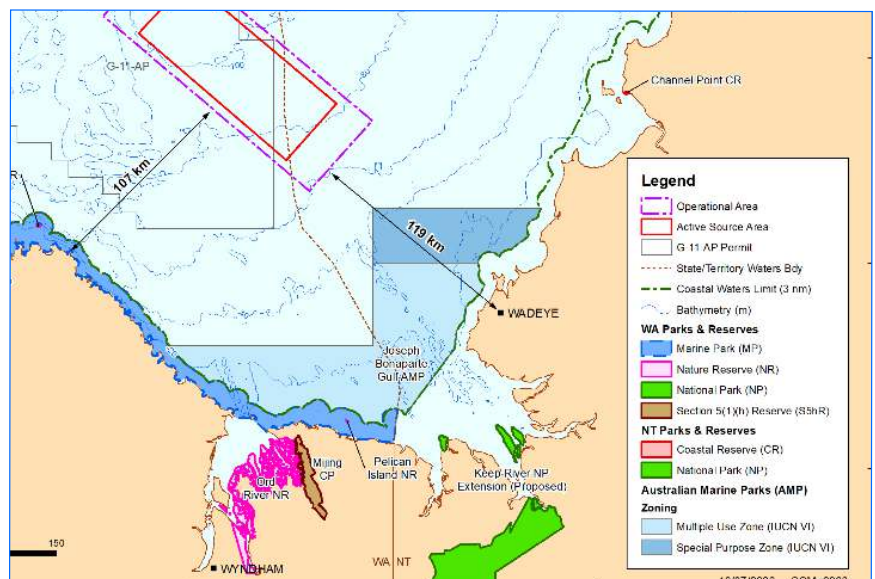 G-11-AP
100
Channel Point CR
107 km
119 km
WADEYE
Joseph
Bonaparte
Gulf AMP
Ord
River NR
Mijing
CP
Pelican
Island NR
Keep River NP
Extension (Proposed)
WYNDHAM
WA
NT
150
Legend
Operational Area
Active Source Area
G-11-AP Permit
State/Territory Waters Bdy
Coastal Waters Limit (3 nm)
Bathymetry (m)
WA Parks & Reserves
Marine Park (MP)
Nature Reserve (NR)
National Park (NP)
Section 5(1)(h) Reserve (S5hR)
NT Parks & Reserves
Coastal Reserve (CR)
National Park (NP)
Australian Marine Parks (AMP)
Zoning
Multiple Use Zone (IUCN VI)
Special Purpose Zone (IUCN VI)